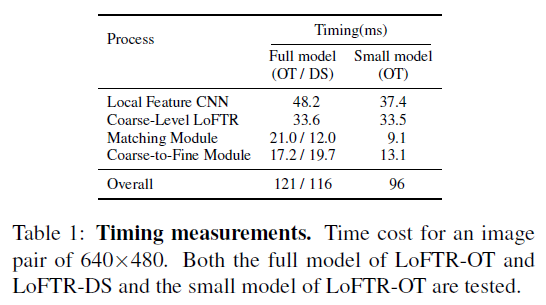 Process Timing(ms)
Full model Small model
(OT / DS) (OT)
Local Feature CNN 48.2 37.4
Coarse-Level LoFTR 33.6 33.5
Matching Module 21.0 / 12.0 9.1
Coarse-to-Fine Module 17.2 / 19.7 13.1
Overall 121 / 116 96
Table 1: Timing measurements. Time cost for an image
pair of 640×480. Both the full model of LoFTR-OT and
LoFTR-DS and the small model of LoFTR-OT are tested.